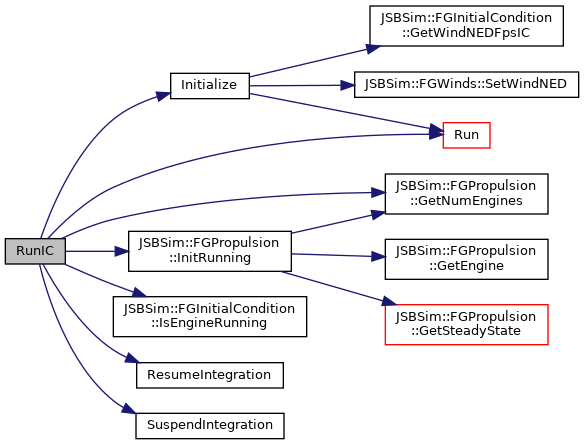 JSBSim::FGInitialCondition
::GetWindNEDFpsIC
Initialize
JSBSim::FGWinds::SetWindNED
Run
JSBSim::FGPropulsion
::GetNumEngines
RunIC
JSBSim::FGPropulsion
::InitRunning
JSBSim::FGPropulsion
::GetEngine
JSBSim::FGInitialCondition
::IsEngineRunning
JSBSim::FGPropulsion
::GetSteadyState
ResumeIntegration
SuspendIntegration